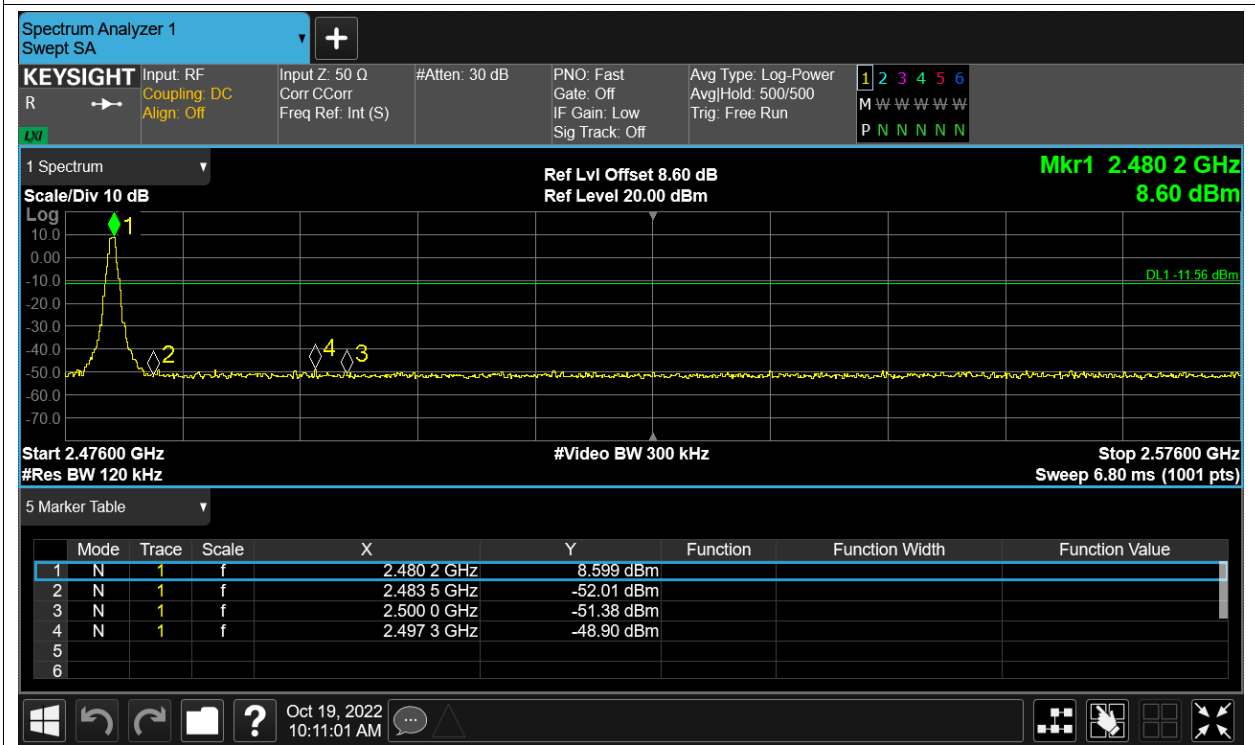 Spectrum Analyzer 1
Swept SA
KEYSIGHT
R
LXI
Input: RF
Coupling: DC
Align: Off
Input Z: 50 Ω
Corr CCorr
Freq Ref: Int (S)
#Atten: 30 dB
PNO: Fast
Gate: Off
IF Gain: Low
Sig Track: Off
Avg Type: Log-Power
Avg|Hold: 500/500
Trig: Free Run
1 2 3 4 5 6
M W W W W W
P N N N N N
1 Spectrum
Scale/Div 10 dB
Ref Lvl Offset 8.60 dB
Ref Level 20.00 dBm
Mkr1 2.480 2 GHz
8.60 dBm
Log
10.0
0.00
-10.0
-20.0
-30.0
-40.0
-50.0
-60.0
-70.0
1
2
4
3
DL1 -11.56 dBm
Start 2.47600 GHz
#Res BW 120 kHz
#Video BW 300 kHz
Stop 2.57600 GHz
Sweep 6.80 ms (1001 pts)
5 Marker Table
Mode Trace Scale X Y Function Function Width Function Value
1 N 1 f 2.480 2 GHz 8.599 dBm
2 N 1 f 2.483 5 GHz -52.01 dBm
3 N 1 f 2.500 0 GHz -51.38 dBm
4 N 1 f 2.497 3 GHz -48.90 dBm
5
6
?
Oct 19, 2022
10:11:01 AM